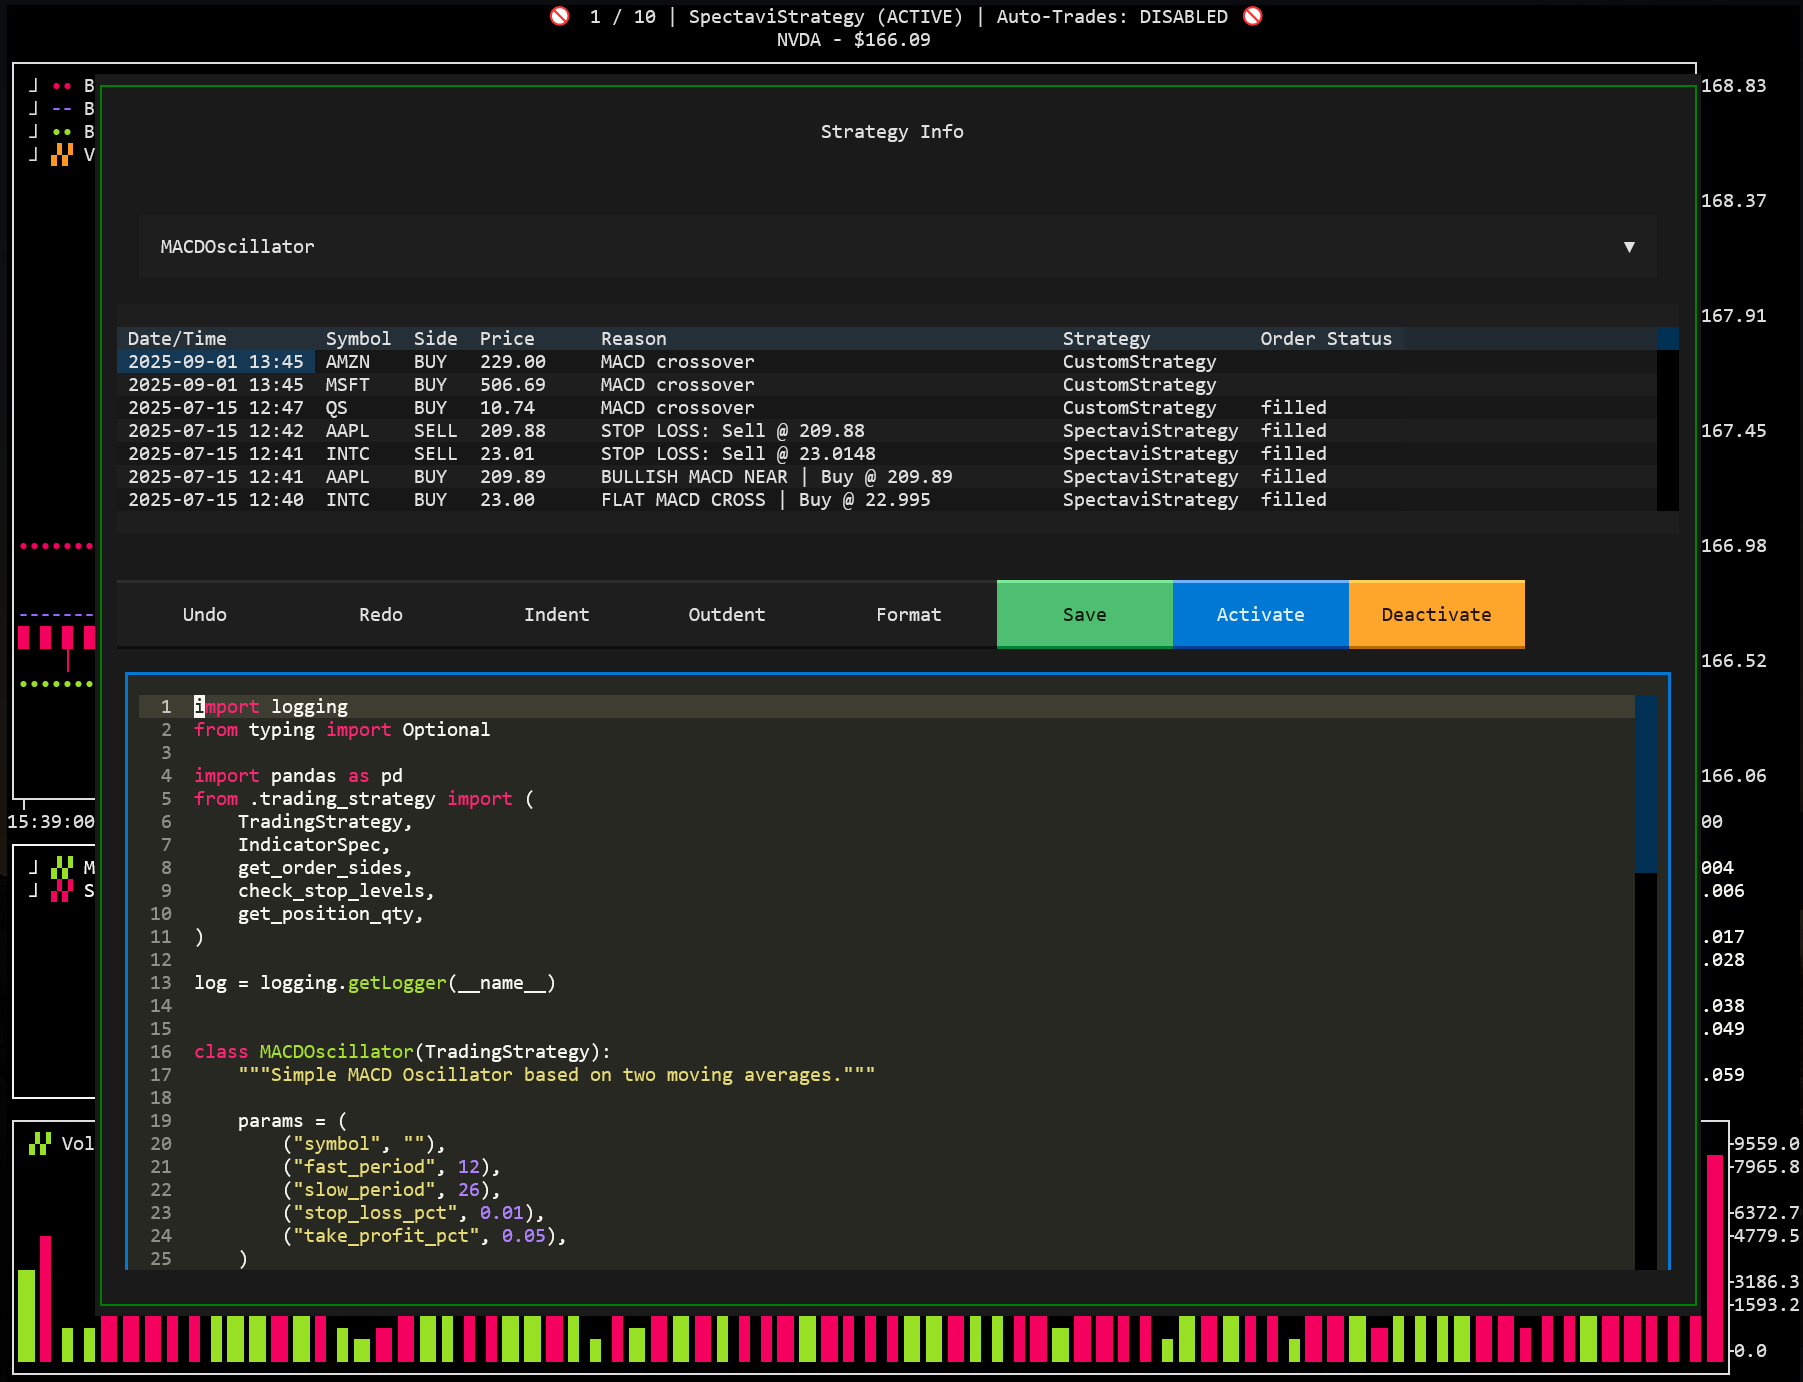 1 / 10 | SpectaviStrategy (ACTIVE) | Auto-Trades: DISABLED
NVDA - $166.09
B
B
B
V
168.83
168.37
167.91
167.45
166.98
166.52
166.06
15:39:00
00
Strategy Info
MACDOscillator ▼
Date/Time Symbol Side Price Reason Strategy Order Status
2025-09-01 13:45 AMZN BUY 229.00 MACD crossover CustomStrategy
2025-09-01 13:45 MSFT BUY 506.69 MACD crossover CustomStrategy
2025-07-15 12:47 QS BUY 10.74 MACD crossover CustomStrategy filled
2025-07-15 12:42 AAPL SELL 209.88 STOP LOSS: Sell @ 209.88 SpectaviStrategy filled
2025-07-15 12:41 INTC SELL 23.01 STOP LOSS: Sell @ 23.0148 SpectaviStrategy filled
2025-07-15 12:41 AAPL BUY 209.89 BULLISH MACD NEAR | Buy @ 209.89 SpectaviStrategy filled
2025-07-15 12:40 INTC BUY 23.00 FLAT MACD CROSS | Buy @ 22.995 SpectaviStrategy filled
Undo Redo Indent Outdent Format Save Activate Deactivate
1 import logging
2 from typing import Optional
3
4 import pandas as pd
5 from .trading_strategy import (
6     TradingStrategy,
7     IndicatorSpec,
8     get_order_sides,
9     check_stop_levels,
10     get_position_qty,
11 )
12
13 log = logging.getLogger(__name__)
14
15
16 class MACDOscillator(TradingStrategy):
17     """Simple MACD Oscillator based on two moving averages."""
18
19     params = (
20         ("symbol", ""),
21         ("fast_period", 12),
22         ("slow_period", 26),
23         ("stop_loss_pct", 0.01),
24         ("take_profit_pct", 0.05),
25     )
M
S
004
.006
.017
.028
.038
.049
.059
Vol
9559.0
7965.8
6372.7
4779.5
3186.3
1593.2
0.0